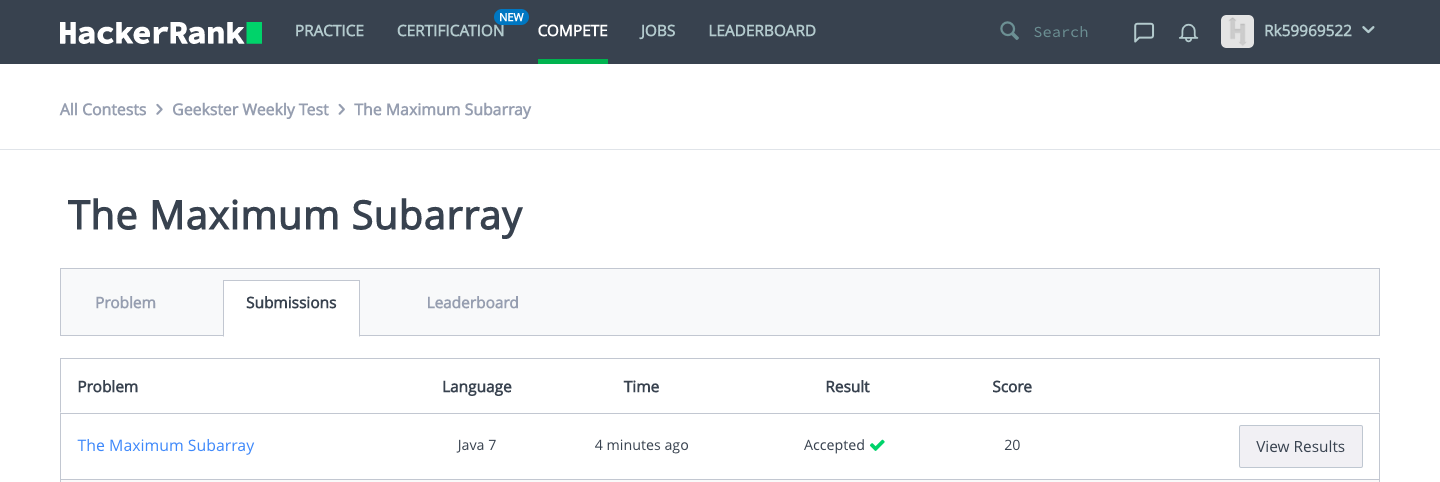 HackerRank PRACTICE CERTIFICATION NEW COMPETE JOBS LEADERBOARD Search Rk59969522
All Contests > Geekster Weekly Test > The Maximum Subarray
The Maximum Subarray
Problem Submissions Leaderboard
Problem Language Time Result Score
The Maximum Subarray Java 7 4 minutes ago Accepted ✔ 20 View Results